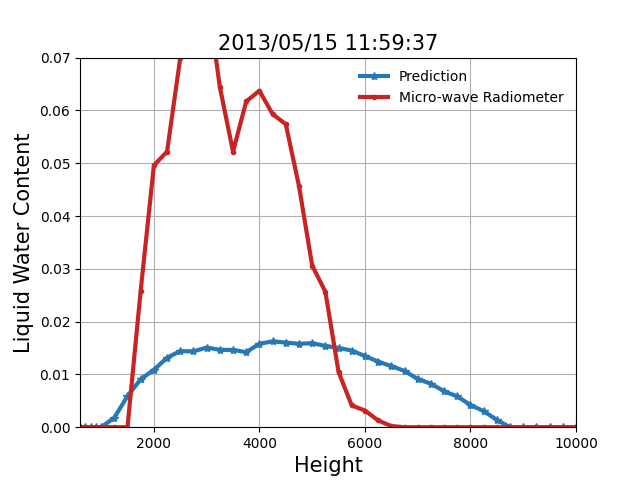 2013/05/15 11:59:37
Prediction
Micro-wave Radiometer
Liquid Water Content
0.07
0.06
0.05
0.04
0.03
0.02
0.01
0.00
2000 4000 6000 8000 10000
Height